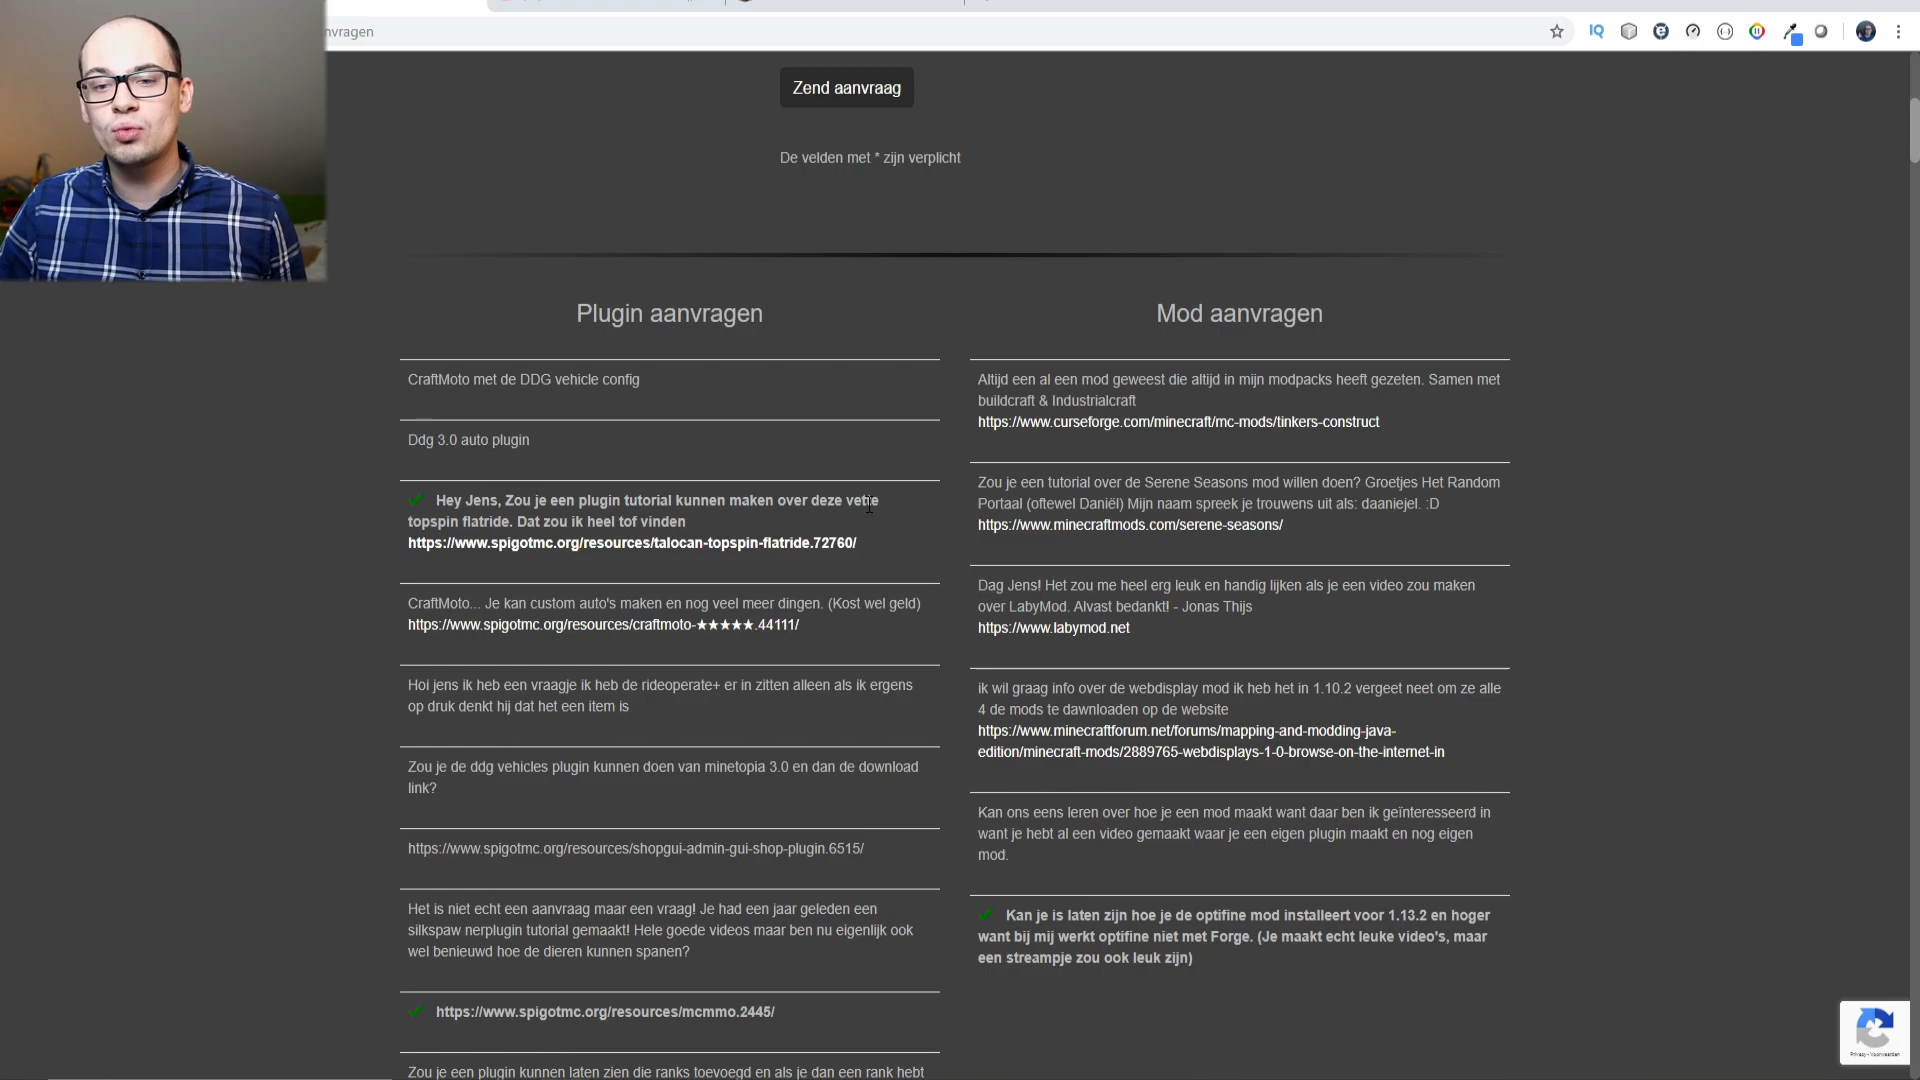 nvragen
IQ
Zend aanvraag
De velden met * zijn verplicht
Plugin aanvragen
CraftMoto met de DDG vehicle config
Ddg 3.0 auto plugin
Hey Jens, Zou je een plugin tutorial kunnen maken over deze vette
topspin flatride. Dat zou ik heel tof vinden
https://www.spigotmc.org/resources/talocan-topspin-flatride.72760/
CraftMoto... Je kan custom auto's maken en nog veel meer dingen. (Kost wel geld)
https://www.spigotmc.org/resources/craftmoto-★★★★★.44111/
Hoi jens ik heb een vraagje ik heb de rideoperate+ er in zitten alleen als ik ergens
op druk denkt hij dat het een item is
Zou je de ddg vehicles plugin kunnen doen van minetopia 3.0 en dan de download
link?
https://www.spigotmc.org/resources/shopgui-admin-gui-shop-plugin.6515/
Het is niet echt een aanvraag maar een vraag! Je had een jaar geleden een
silkspaw nerplugin tutorial gemaakt! Hele goede videos maar ben nu eigenlijk ook
wel benieuwd hoe de dieren kunnen spanen?
https://www.spigotmc.org/resources/mcmmo.2445/
Zou je een plugin kunnen laten zien die ranks toevoegd en als je dan een rank hebt
Mod aanvragen
Altijd een al een mod geweest die altijd in mijn modpacks heeft gezeten. Samen met
buildcraft & Industrialcraft
https://www.curseforge.com/minecraft/mc-mods/tinkers-construct
Zou je een tutorial over de Serene Seasons mod willen doen? Groetjes Het Random
Portaal (oftewel Daniël) Mijn naam spreek je trouwens uit als: daaniejel. :D
https://www.minecraftmods.com/serene-seasons/
Dag Jens! Het zou me heel erg leuk en handig lijken als je een video zou maken
over LabyMod. Alvast bedankt! - Jonas Thijs
https://www.labymod.net
ik wil graag info over de webdisplay mod ik heb het in 1.10.2 vergeet neet om ze alle
4 de mods te dawnloaden op de website
https://www.minecraftforum.net/forums/mapping-and-modding-java-
edition/minecraft-mods/2889765-webdisplays-1-0-browse-on-the-internet-in
Kan ons eens leren over hoe je een mod maakt want daar ben ik geïnteresseerd in
want je hebt al een video gemaakt waar je een eigen plugin maakt en nog eigen
mod.
Kan je is laten zijn hoe je de optifine mod installeert voor 1.13.2 en hoger
want bij mij werkt optifine niet met Forge. (Je maakt echt leuke video's, maar
een streampje zou ook leuk zijn)
Privacy - Voorwaarden